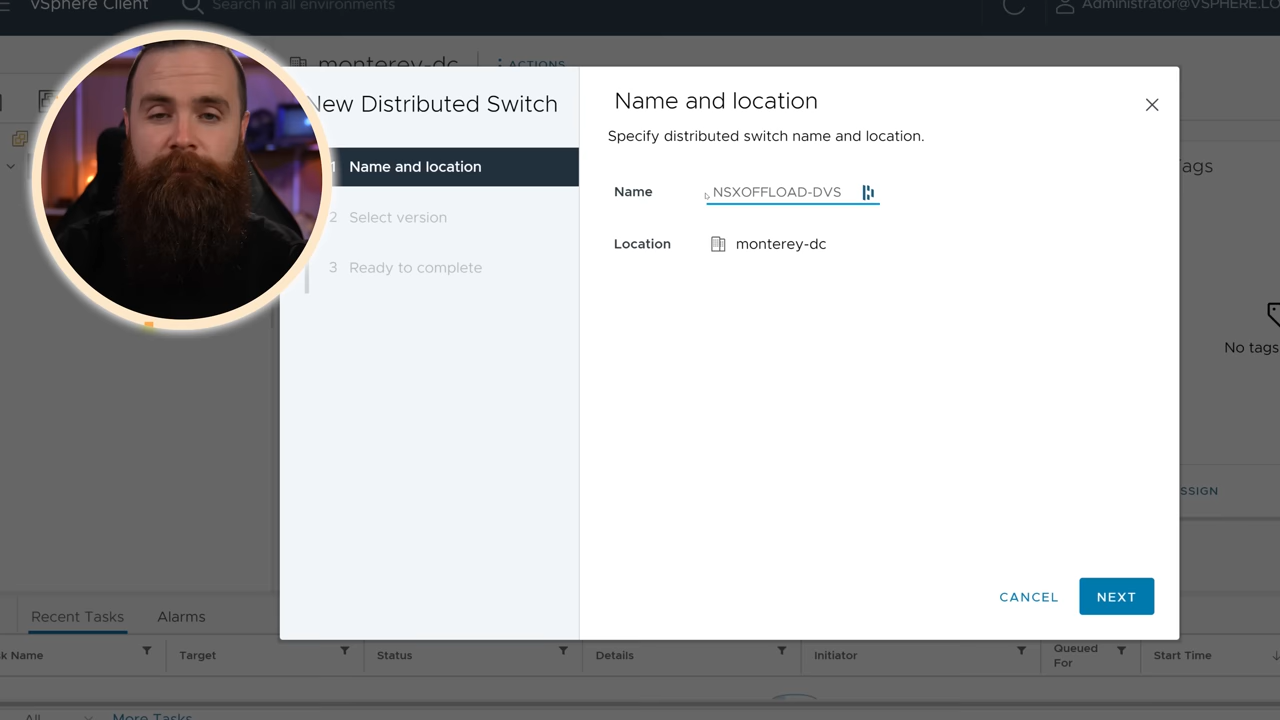 vSphere Client
Search in all environments
Administrator@VSPHERE.LO
monterey-dc
ACTIONS
New Distributed Switch
1 Name and location
2 Select version
3 Ready to complete
Name and location
Specify distributed switch name and location.
Name NSXOFFLOAD-DVS
Location monterey-dc
CANCEL
NEXT
ags
No tags
SSIGN
Recent Tasks
Alarms
k Name
Target
Status
Details
Initiator
Queued
For
Start Time
All
More Tasks